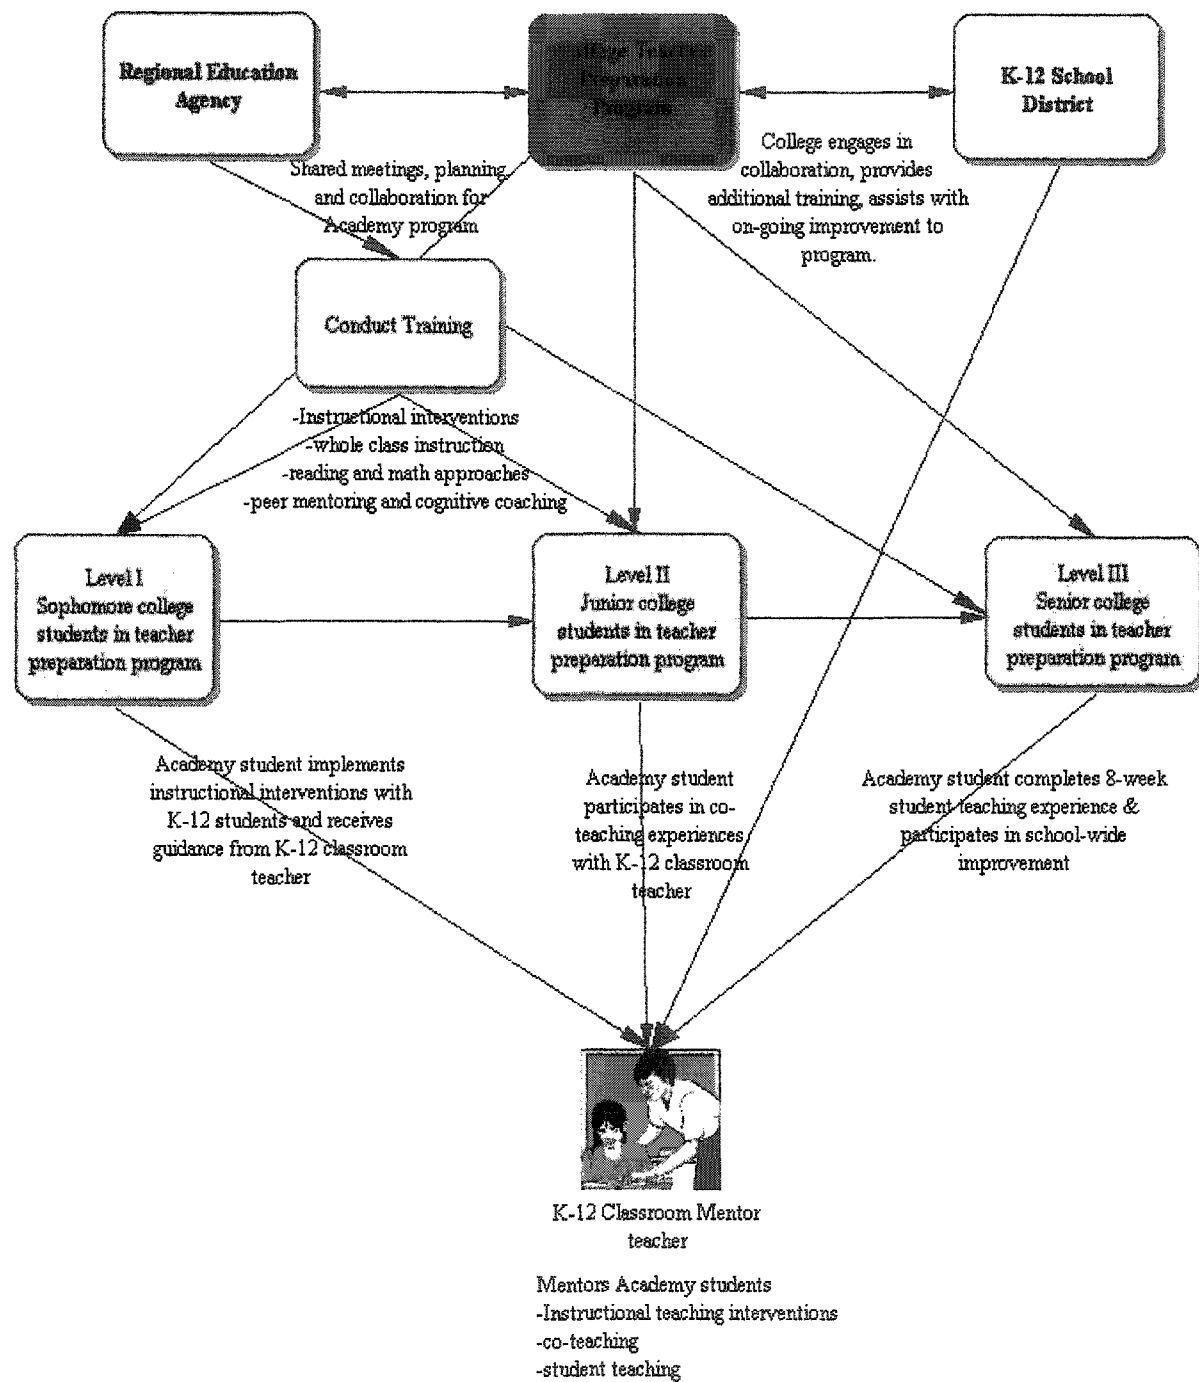 Regional Education
Agency
College Teacher
Preparation
Program
K-12 School
District
Shared meetings, planning
and collaboration for
Academy program
College engages in
collaboration, provides
additional training, assists with
on-going improvement to
program.
Conduct Training
-Instructional interventions
-whole class instruction
-reading and math approaches
-peer mentoring and cognitive coaching
Level I
Sophomore college
students in teacher
preparation program
Level II
Junior college
students in teacher
preparation program
Level III
Senior college
students in teacher
preparation program
Academy student implements
instructional interventions with
K-12 students and receives
guidance from K-12 classroom
teacher
Academy student
participates in co-
teaching experiences
with K-12 classroom
teacher
Academy student completes 8-week
student teaching experience &
participates in school-wide
improvement
K-12 Classroom Mentor
teacher
Mentors Academy students
-Instructional teaching interventions
-co-teaching
-student teaching